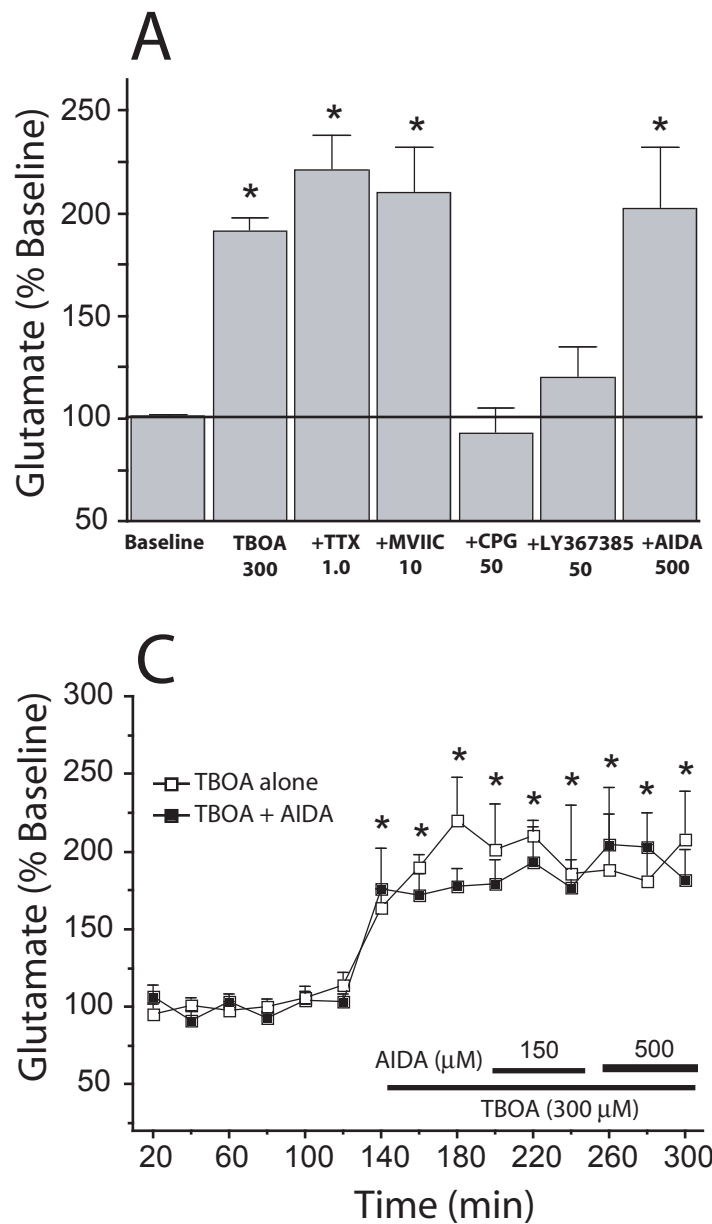 A
Glutamate (% Baseline)
250
200
150
100
50
* * * *
Baseline TBOA +TTX +MVIIC +CPG +LY367385 +AIDA
300 1.0 10 50 50 500
C
Glutamate (% Baseline)
300
250
200
150
100
50
TBOA alone
TBOA + AIDA
* * * * * * * * *
AIDA (μM) 150 500
TBOA (300 μM)
20 60 100 140 180 220 260 300
Time (min)